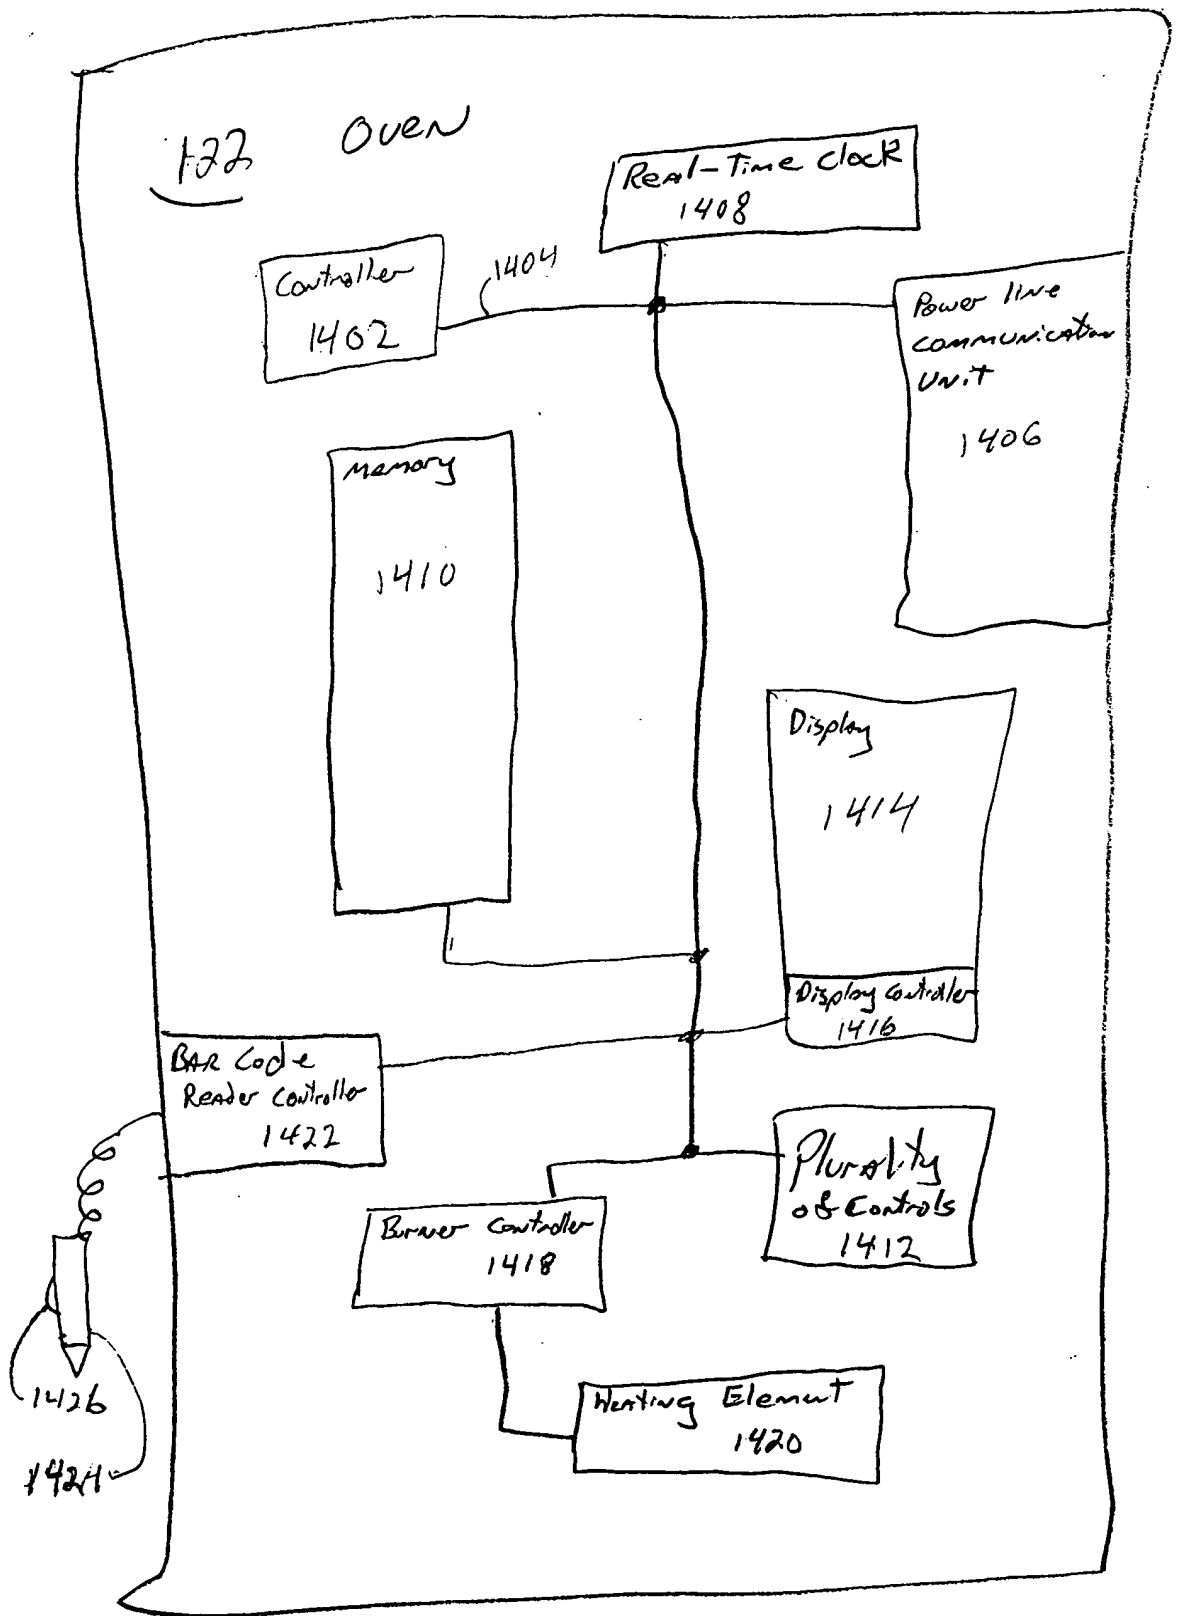 122 Oven
Real-Time Clock
1408
Controller
1402
1404
Power line
communication
Unit
1406
Memory
1410
Display
1414
Display Controller
1416
BAR Code
Reader Controller
1422
Plurality
of Controls
1412
Burner Controller
1418
Heating Element
1420
1426
1424